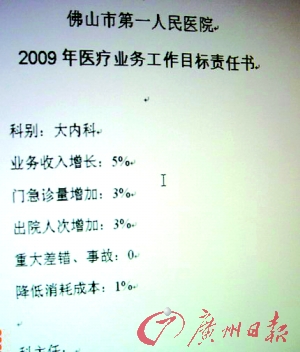 佛山市第一人民医院
2009年医疗业务工作目标责任书
科别：大内科
业务收入增长：5%
门急诊量增加：3%
出院人次增加：3%
重大差错、事故：0
降低消耗成本：1%
科主任：
广州日报